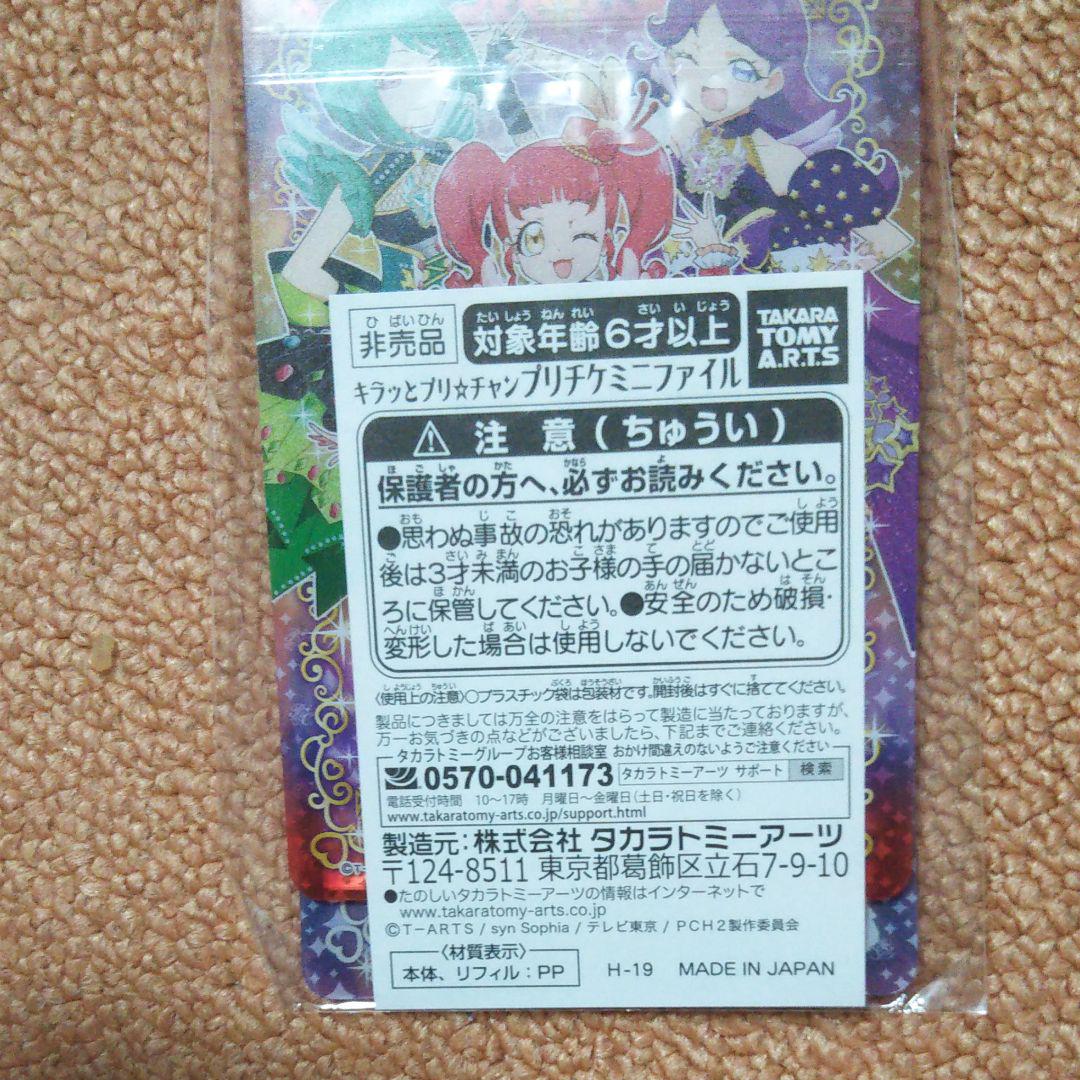 非売品
対象年齢6才以上
TAKARA
TOMY
A.R.T.S
キラッとプリ☆チャンプリチケミニファイル
⚠ 注 意 ( ちゅうい )
保護者の方へ、必ずお読みください。
●思わぬ事故の恐れがありますのでご使用
後は3才未満のお子様の手の届かないとこ
ろに保管してください。●安全のため破損・
変形した場合は使用しないでください。
〈使用上の注意〉○プラスチック袋は包装材です。開封後はすぐに捨ててください。
製品につきましては万全の注意をはらって製造に当たっておりますが、
万一お気づきの点などがございましたら、下記までご連絡ください。
タカラトミーグループお客様相談室 おかけ間違えのないようご注意ください
0570-041173 タカラトミーアーツ サポート 検索
電話受付時間 10〜17時 月曜日〜金曜日(土日・祝日を除く)
www.takaratomy-arts.co.jp/support.html
製造元:株式会社 タカラトミーアーツ
〒124-8511 東京都葛飾区立石7-9-10
●たのしいタカラトミーアーツの情報はインターネットで
www.takaratomy-arts.co.jp
©T-ARTS / syn Sophia / テレビ東京 / PCH2製作委員会
〈材質表示〉
本体、リフィル:PP
H-19 MADE IN JAPAN